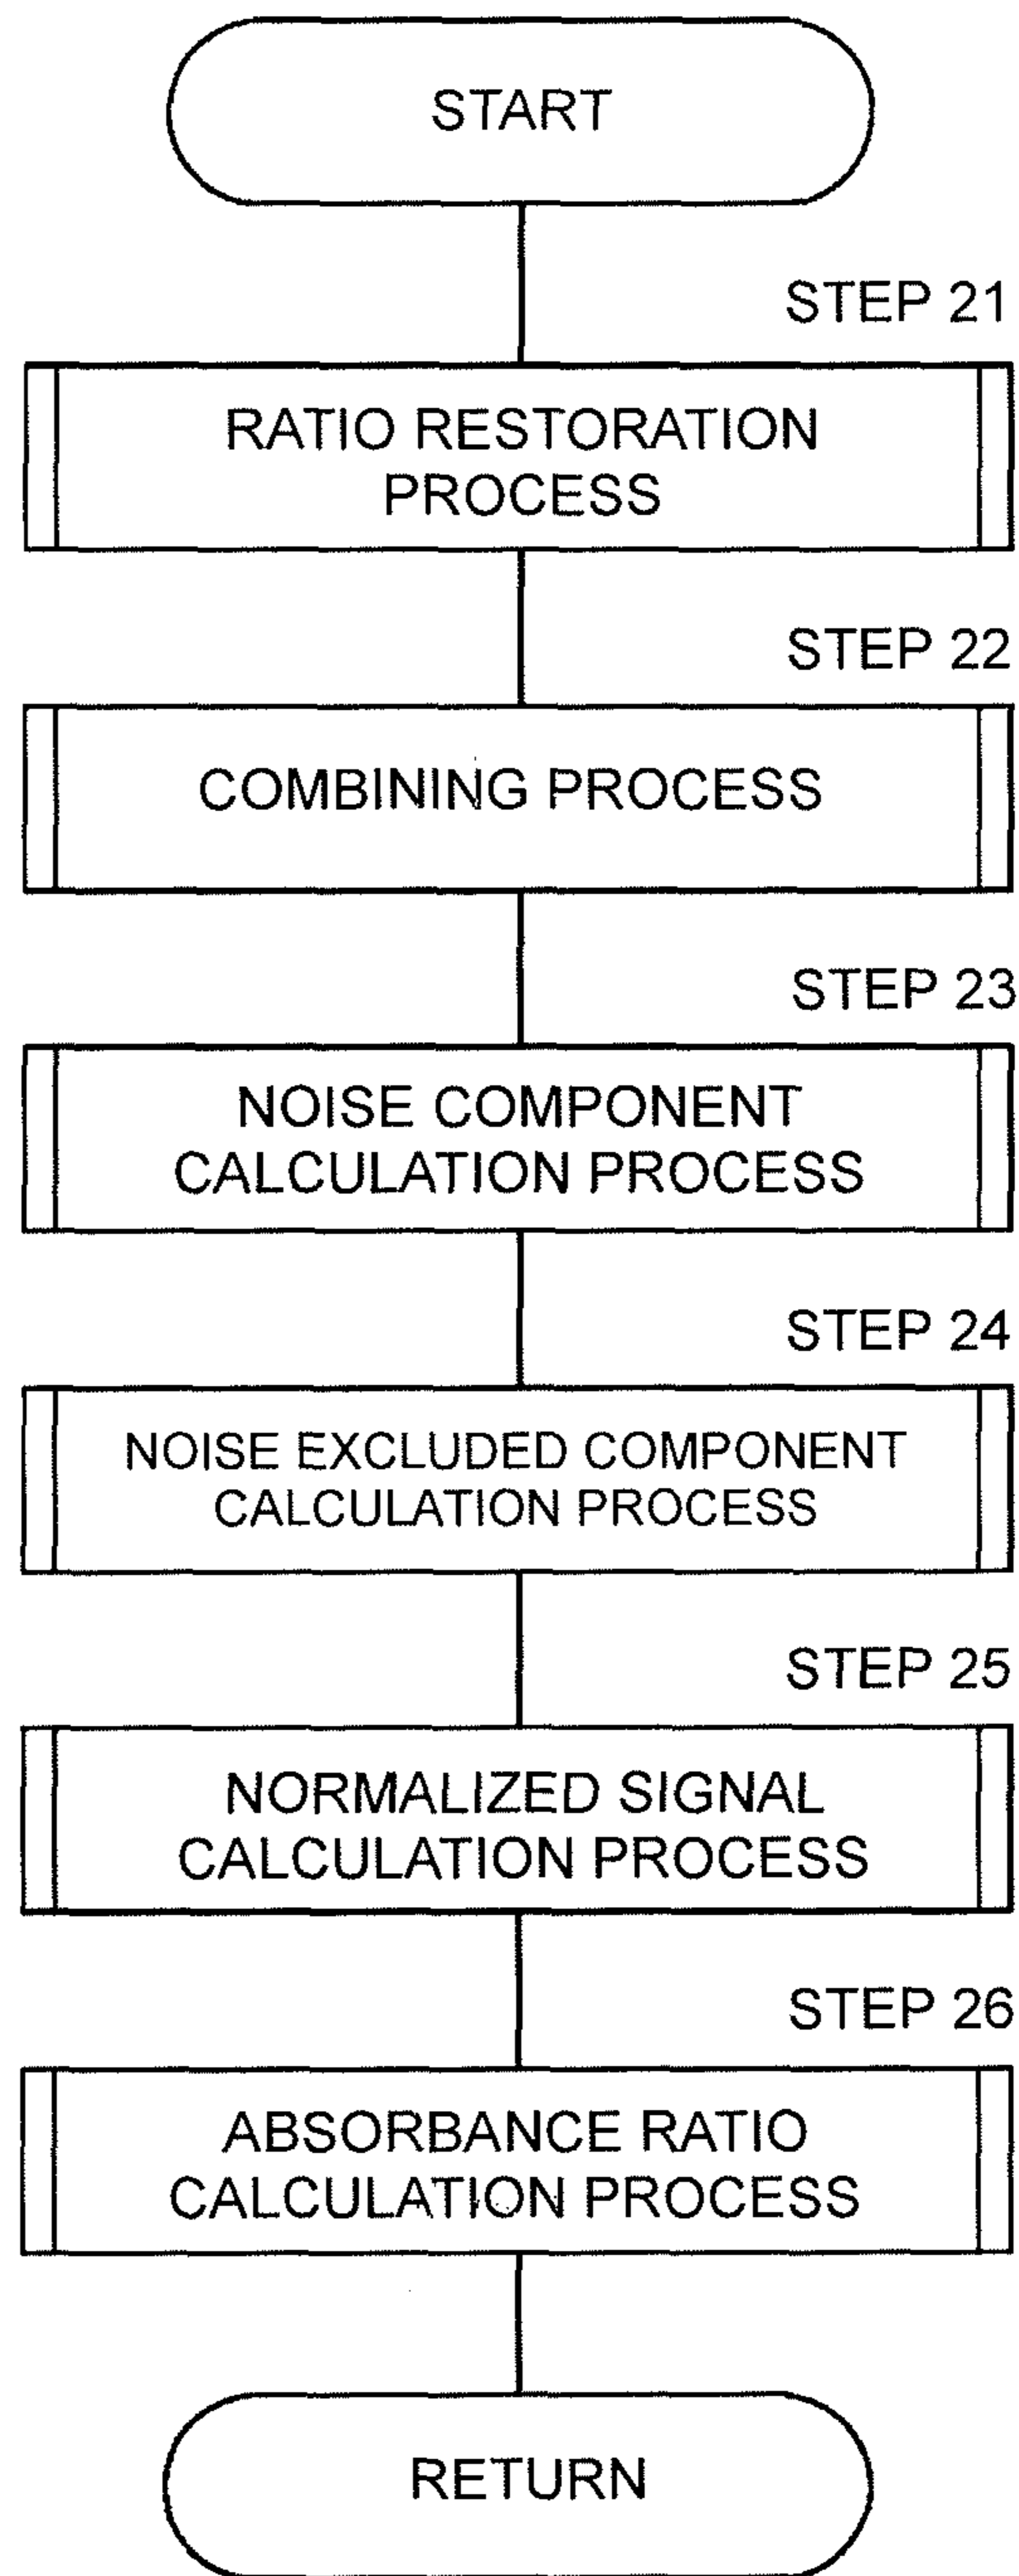 START
STEP 21
RATIO RESTORATION
PROCESS
STEP 22
COMBINING PROCESS
STEP 23
NOISE COMPONENT
CALCULATION PROCESS
STEP 24
NOISE EXCLUDED COMPONENT
CALCULATION PROCESS
STEP 25
NORMALIZED SIGNAL
CALCULATION PROCESS
STEP 26
ABSORBANCE RATIO
CALCULATION PROCESS
RETURN